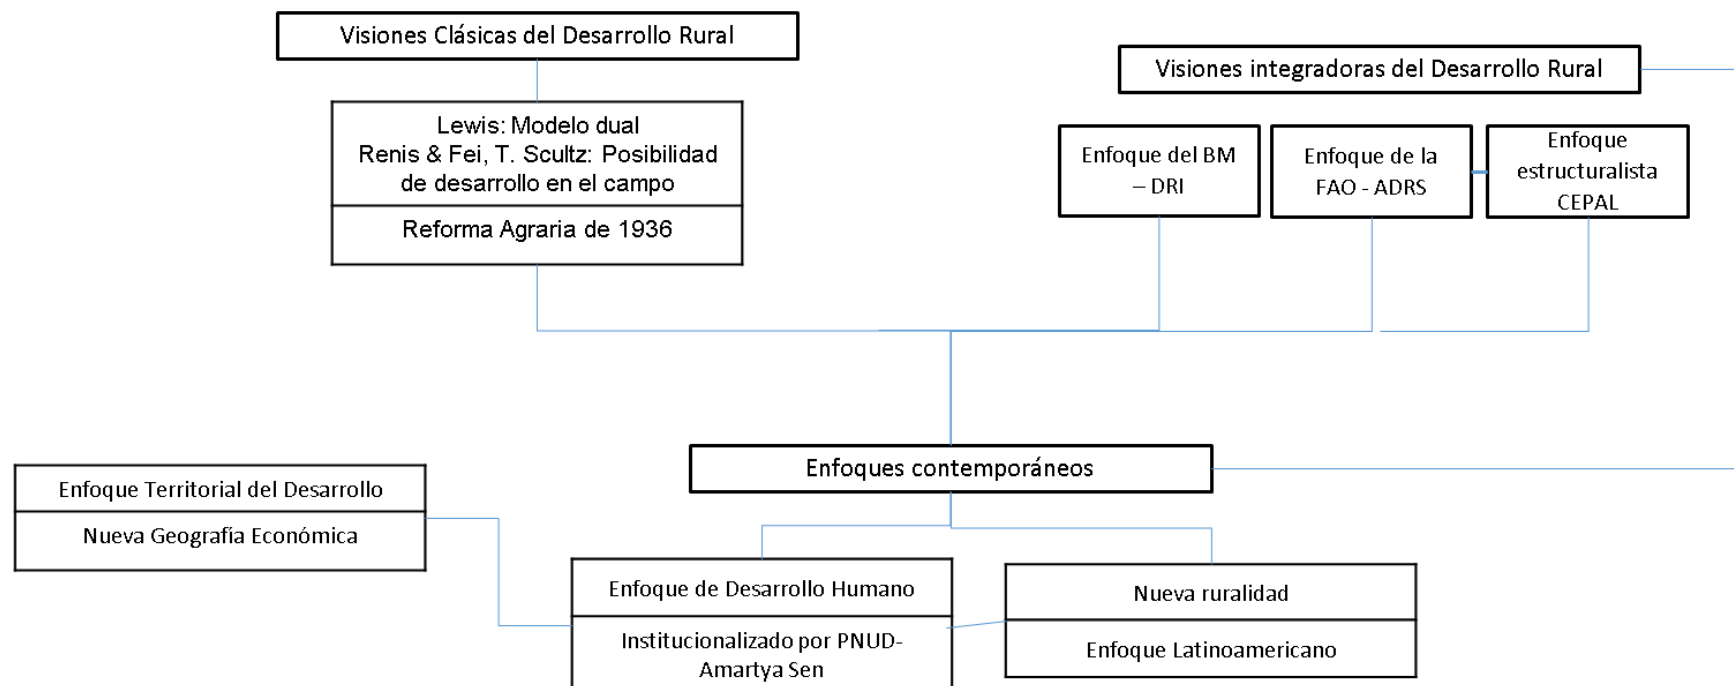 Visiones Clásicas del Desarrollo Rural
Lewis: Modelo dual
Renis & Fei, T. Scultz: Posibilidad
de desarrollo en el campo
Reforma Agraria de 1936
Visiones integradoras del Desarrollo Rural
Enfoque del BM
– DRI
Enfoque de la
FAO - ADRS
Enfoque
estructuralista
CEPAL
Enfoques contemporáneos
Enfoque Territorial del Desarrollo
Nueva Geografía Económica
Enfoque de Desarrollo Humano
Institucionalizado por PNUD-
Amartya Sen
Nueva ruralidad
Enfoque Latinoamericano